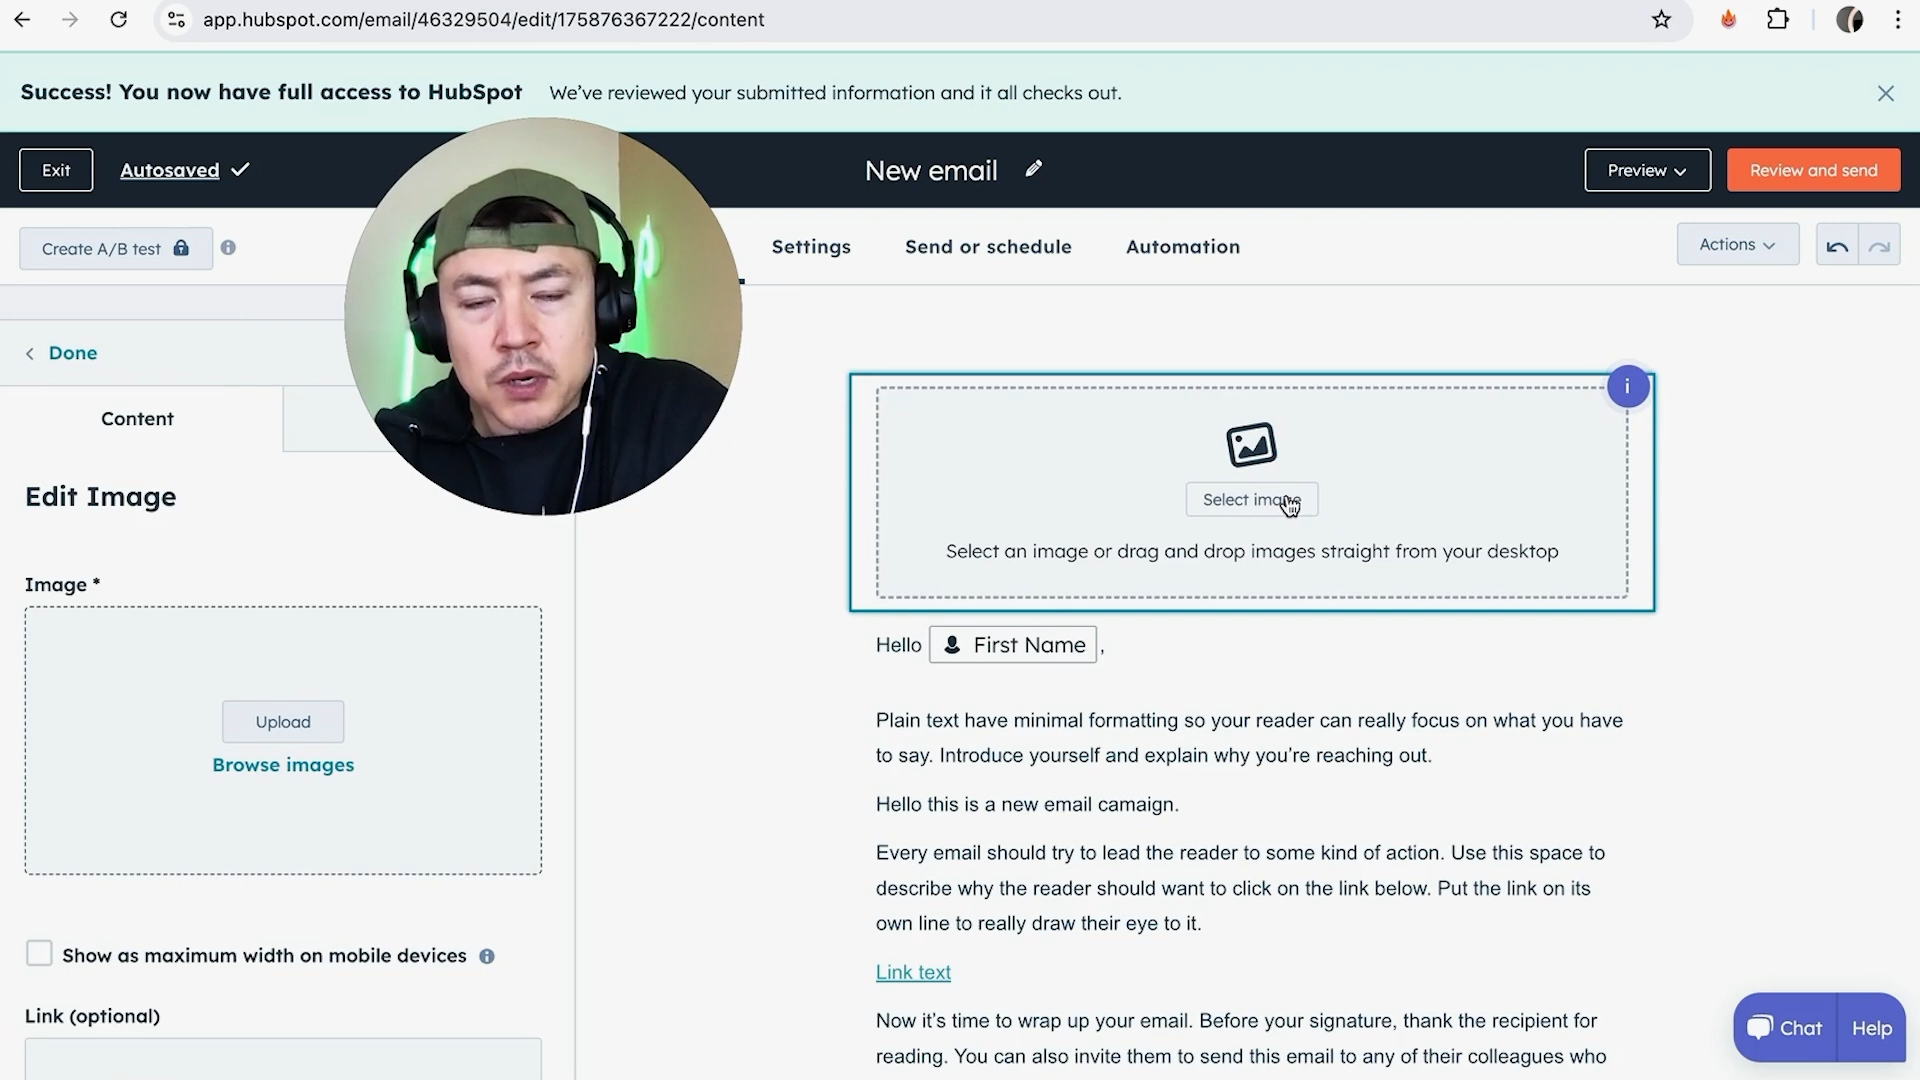 app.hubspot.com/email/46329504/edit/175876367222/content
Success! You now have full access to HubSpot We've reviewed your submitted information and it all checks out.
Exit Autosaved New email Preview Review and send
Create A/B test Settings Send or schedule Automation Actions
Done
Content
Edit Image
Image *
Upload
Browse images
Show as maximum width on mobile devices
Link (optional)
Select image
Select an image or drag and drop images straight from your desktop
Hello First Name ,
Plain text have minimal formatting so your reader can really focus on what you have
to say. Introduce yourself and explain why you're reaching out.
Hello this is a new email camaign.
Every email should try to lead the reader to some kind of action. Use this space to
describe why the reader should want to click on the link below. Put the link on its
own line to really draw their eye to it.
Link text
Now it's time to wrap up your email. Before your signature, thank the recipient for
reading. You can also invite them to send this email to any of their colleagues who
Chat Help